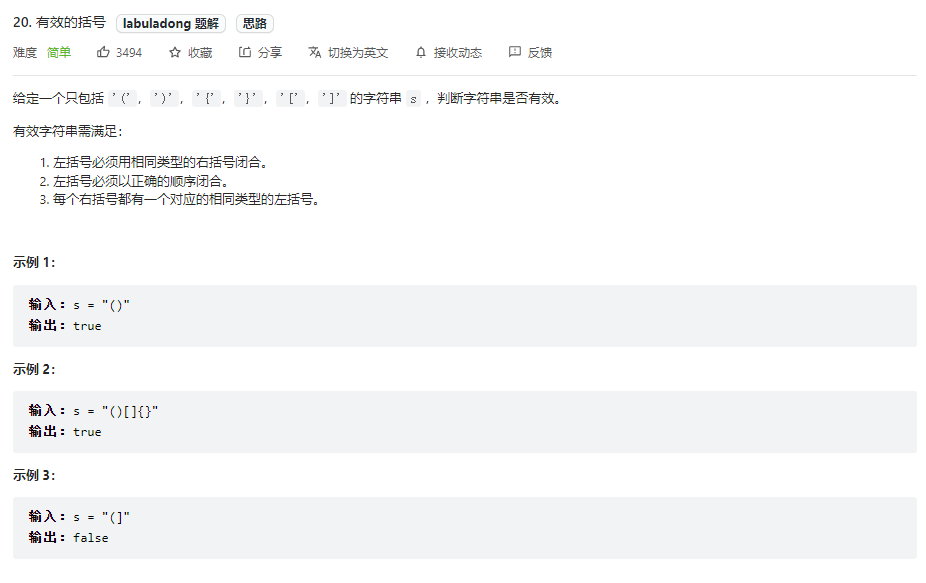 20. 有效的括号 labuladong 题解 思路
难度 简单 3494 收藏 分享 切换为英文 接收动态 反馈
给定一个只包括 '(', ')', '{', '}', '[', ']' 的字符串 s ，判断字符串是否有效。
有效字符串需满足：
1. 左括号必须用相同类型的右括号闭合。
2. 左括号必须以正确的顺序闭合。
3. 每个右括号都有一个对应的相同类型的左括号。
示例 1：
输入：s = "()"
输出：true
示例 2：
输入：s = "()[]{}"
输出：true
示例 3：
输入：s = "(]"
输出：false